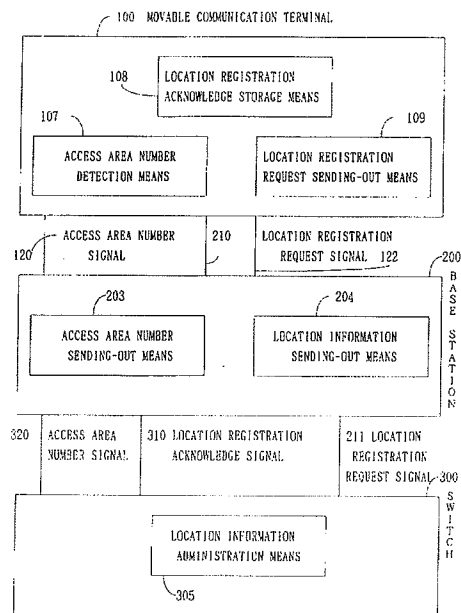 100 MOVABLE COMMUNICATION TERMINAL
108
LOCATION REGISTRATION
ACKNOWLEDGE STORAGE MEANS
107
109
ACCESS AREA NUMBER
DETECTION MEANS
LOCATION REGISTRATION
REQUEST SENDING-OUT MEANS
120
ACCESS AREA NUMBER
SIGNAL
210
LOCATION REGISTRATION
REQUEST SIGNAL 122
200
BASE STATION
203
204
ACCESS AREA NUMBER
SENDING-OUT MEANS
LOCATION INFORMATION
SENDING-OUT MEANS
320
ACCESS AREA
NUMBER SIGNAL
310 LOCATION REGISTRATION
ACKNOWLEDGE SIGNAL
211 LOCATION
REGISTRATION
REQUEST SIGNAL
300
SWITCH
LOCATION INFORMATION
ADMINISTRATION MEANS
305